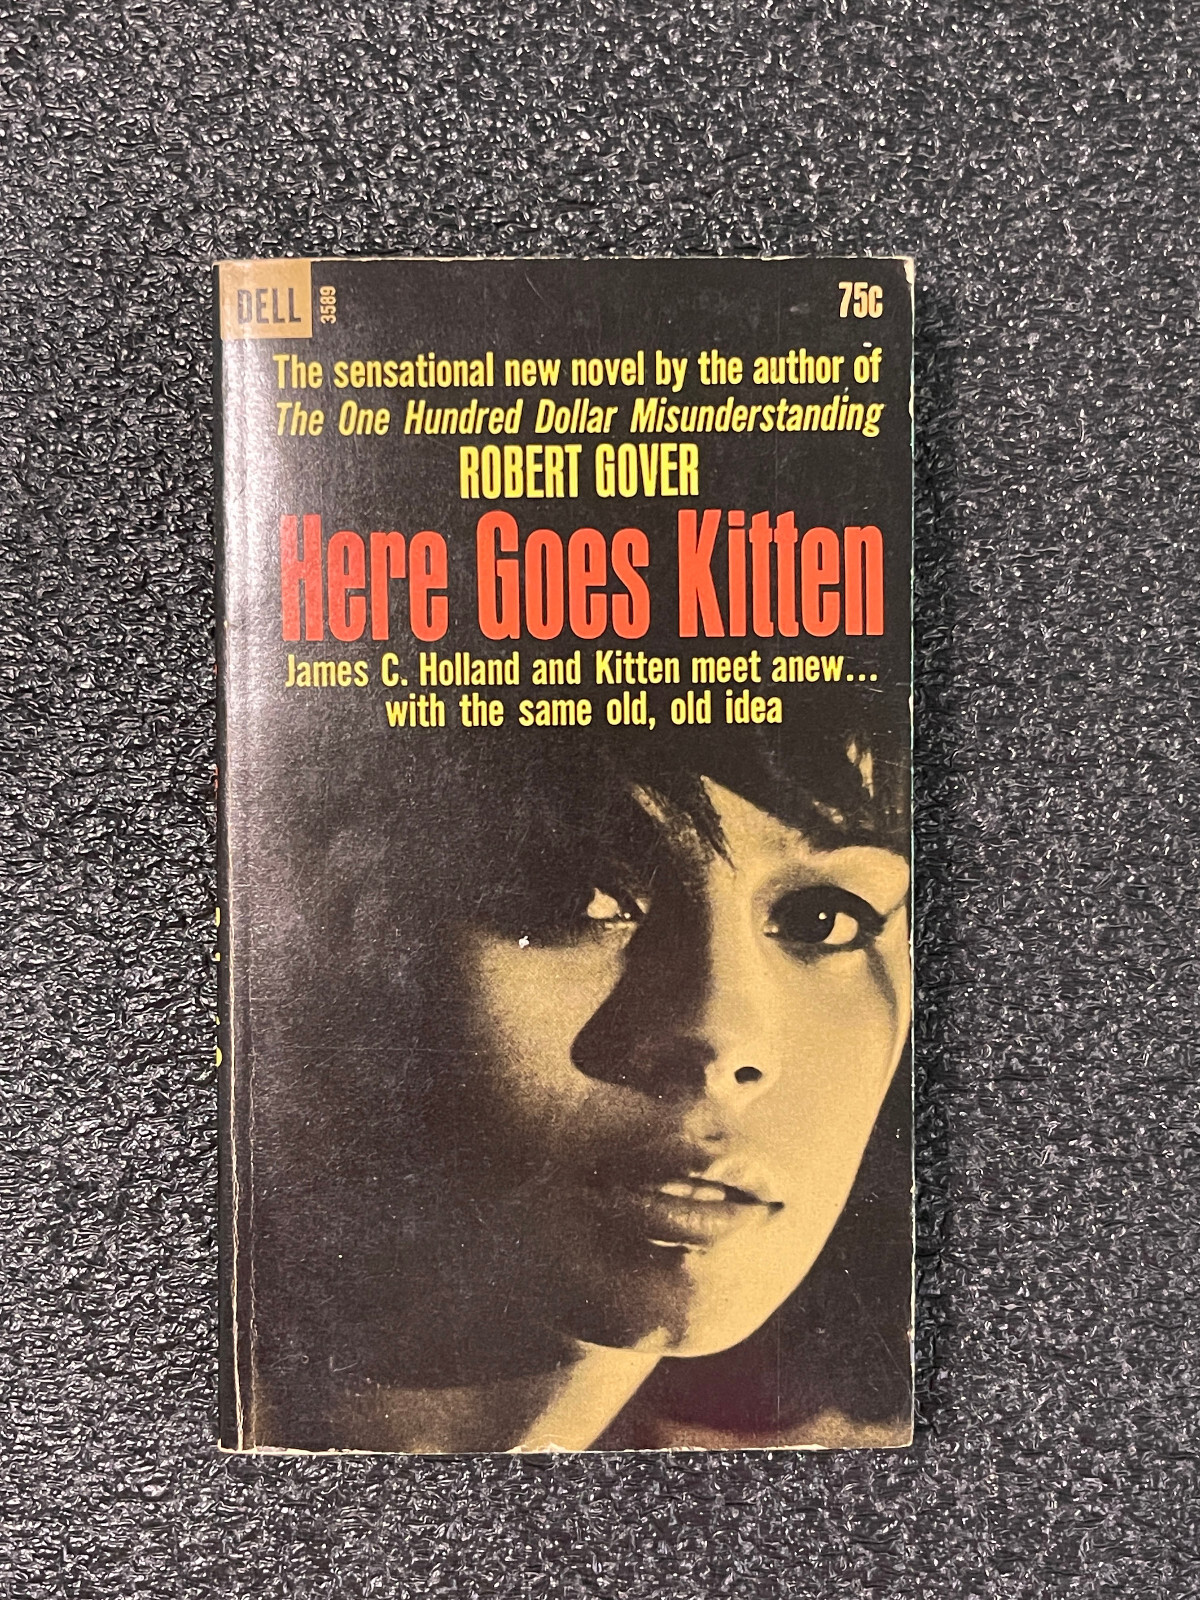 DELL
3589
75¢
The sensational new novel by the author of
The One Hundred Dollar Misunderstanding
ROBERT GOVER
Here Goes Kitten
James C. Holland and Kitten meet anew...
with the same old, old idea